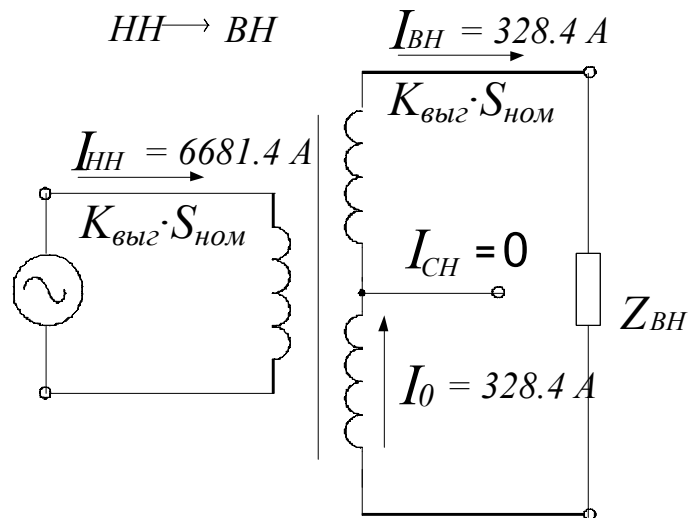 НН → ВН
I_ВН = 328.4 А
K_выг·S_ном
I_НН = 6681.4 А
K_выг·S_ном
I_СН = 0
Z_ВН
I_0 = 328.4 А